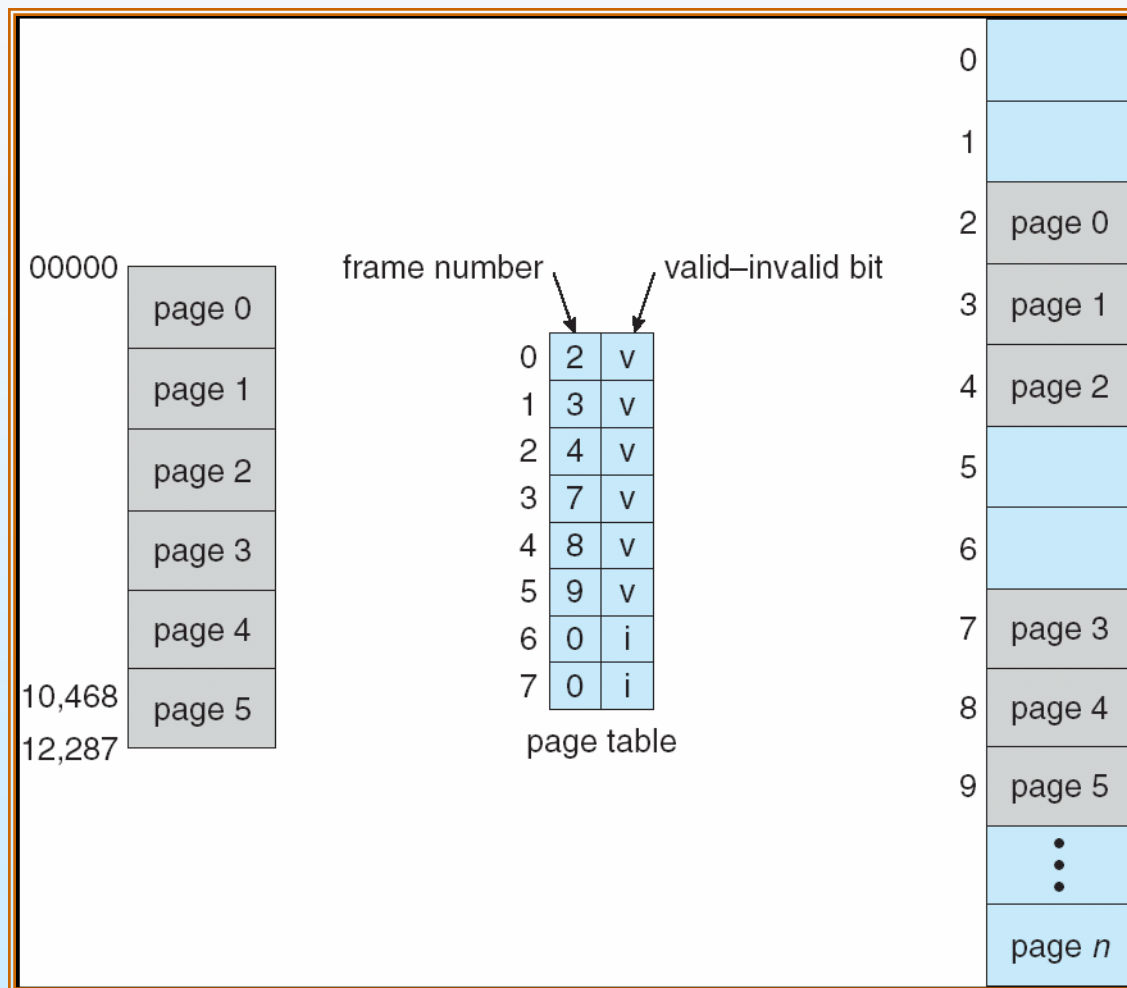 00000
page 0
page 1
page 2
page 3
page 4
10,468
page 5
12,287
frame number
valid–invalid bit
0 2 v
1 3 v
2 4 v
3 7 v
4 8 v
5 9 v
6 0 i
7 0 i
page table
0
1
2 page 0
3 page 1
4 page 2
5
6
7 page 3
8 page 4
9 page 5
page n